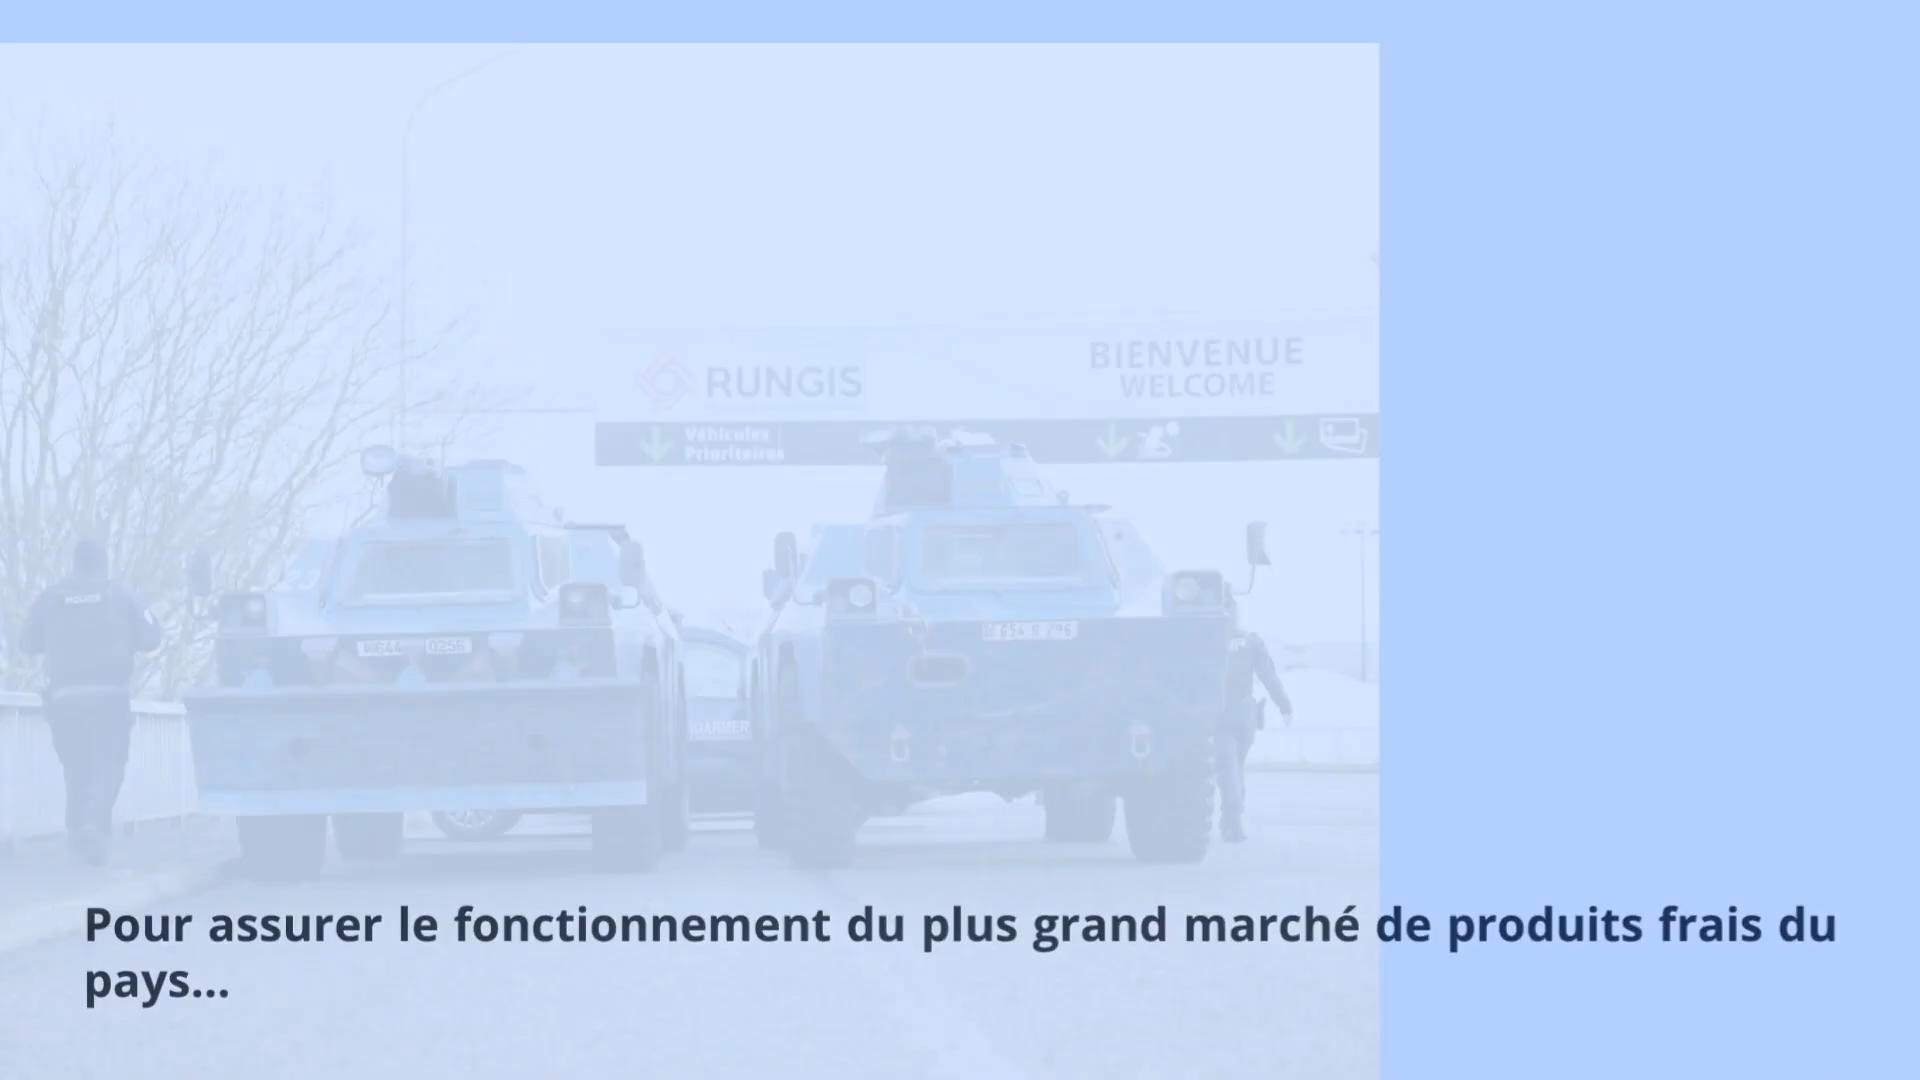 RUNGIS
BIENVENUE
WELCOME
Véhicules
Prioritaires
POLICE
0256
Pour assurer le fonctionnement du plus grand marché de produits frais du
pays...